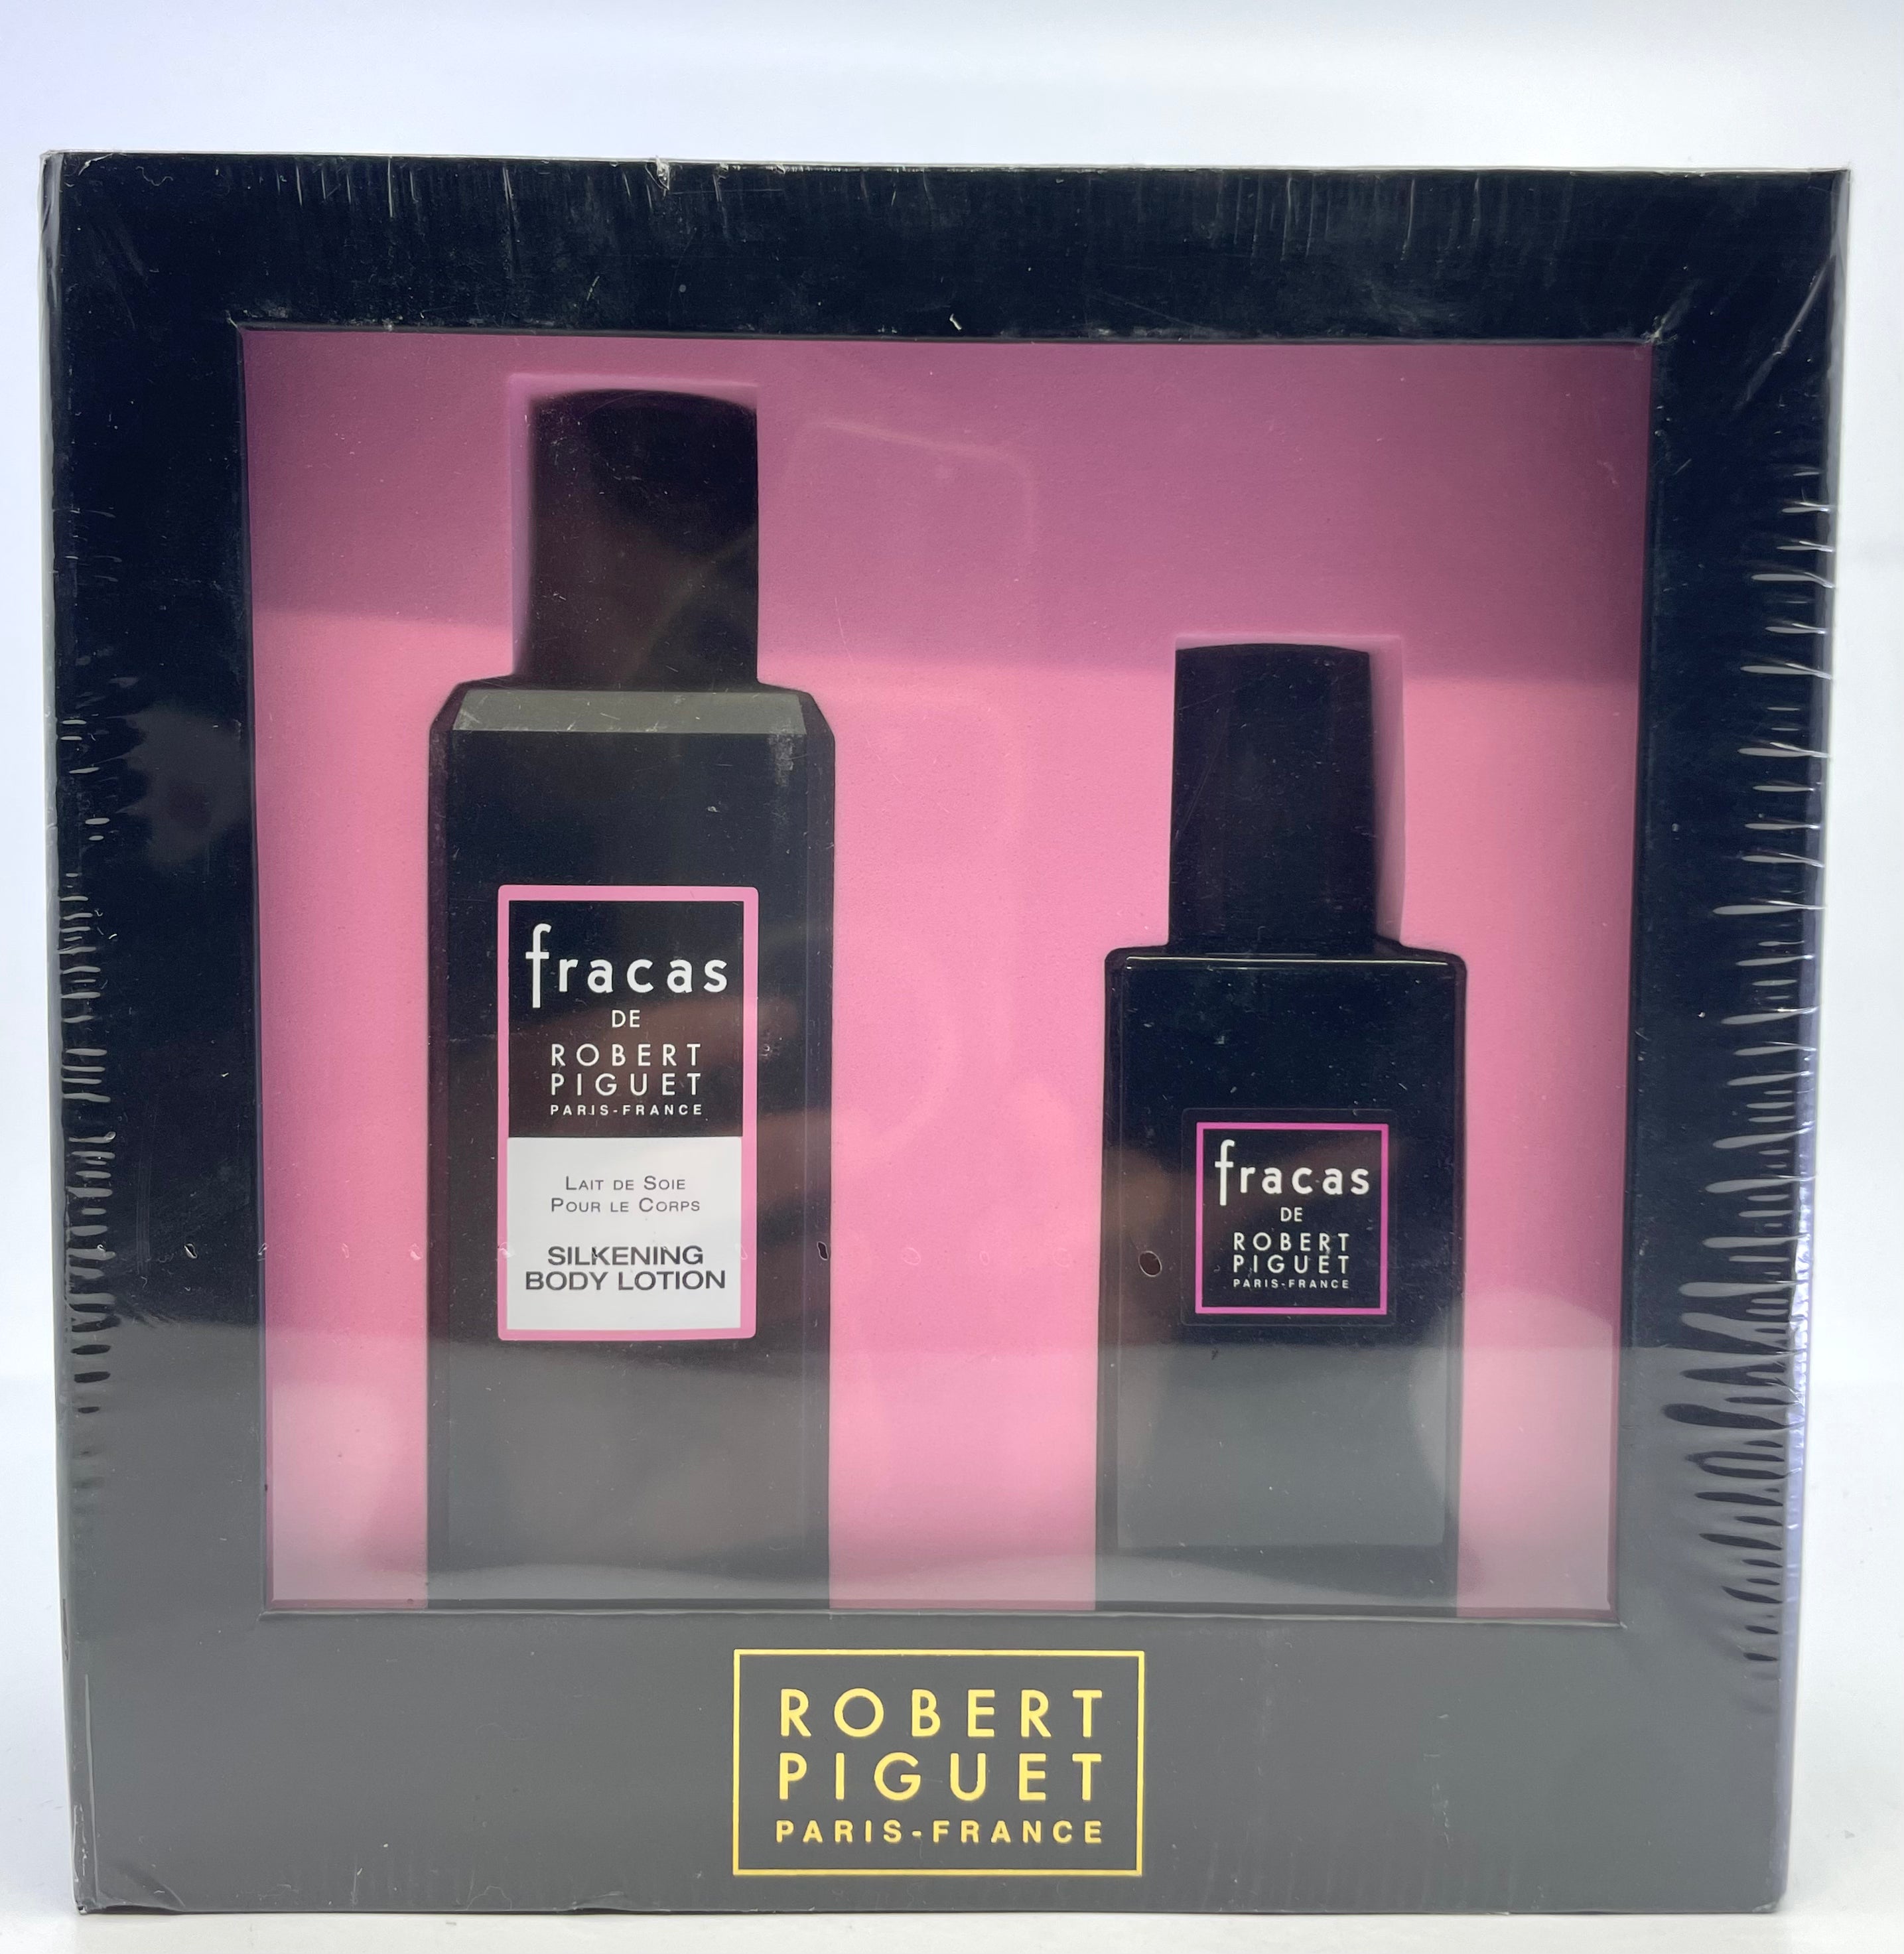 fracas
DE
ROBERT
PIGUET
PARIS-FRANCE
LAIT DE SOIE
POUR LE CORPS
SILKENING
BODY LOTION
fracas
DE
ROBERT
PIGUET
PARIS-FRANCE
ROBERT
PIGUET
PARIS-FRANCE